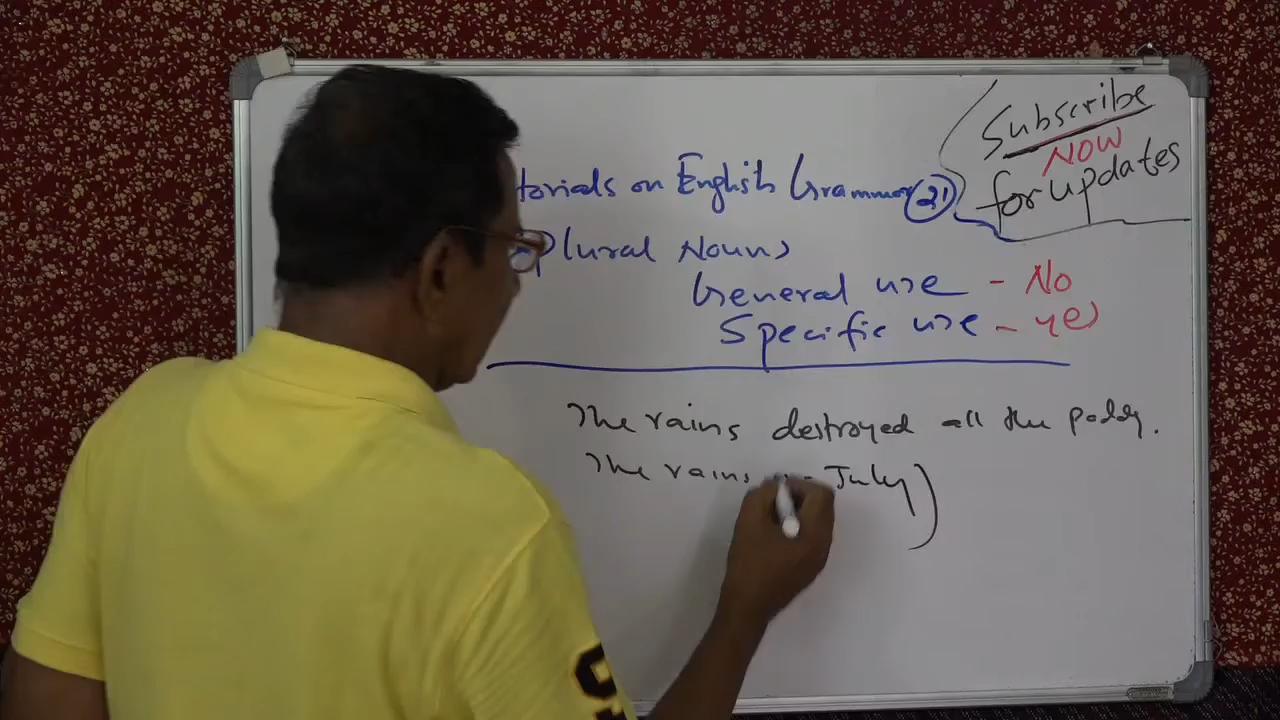 Subscribe
NOW
for updates
torials on English Grammar 21
Plural Nouns
General use - No
Specific use - yes
The rains destroyed all the paddy.
The rains July)